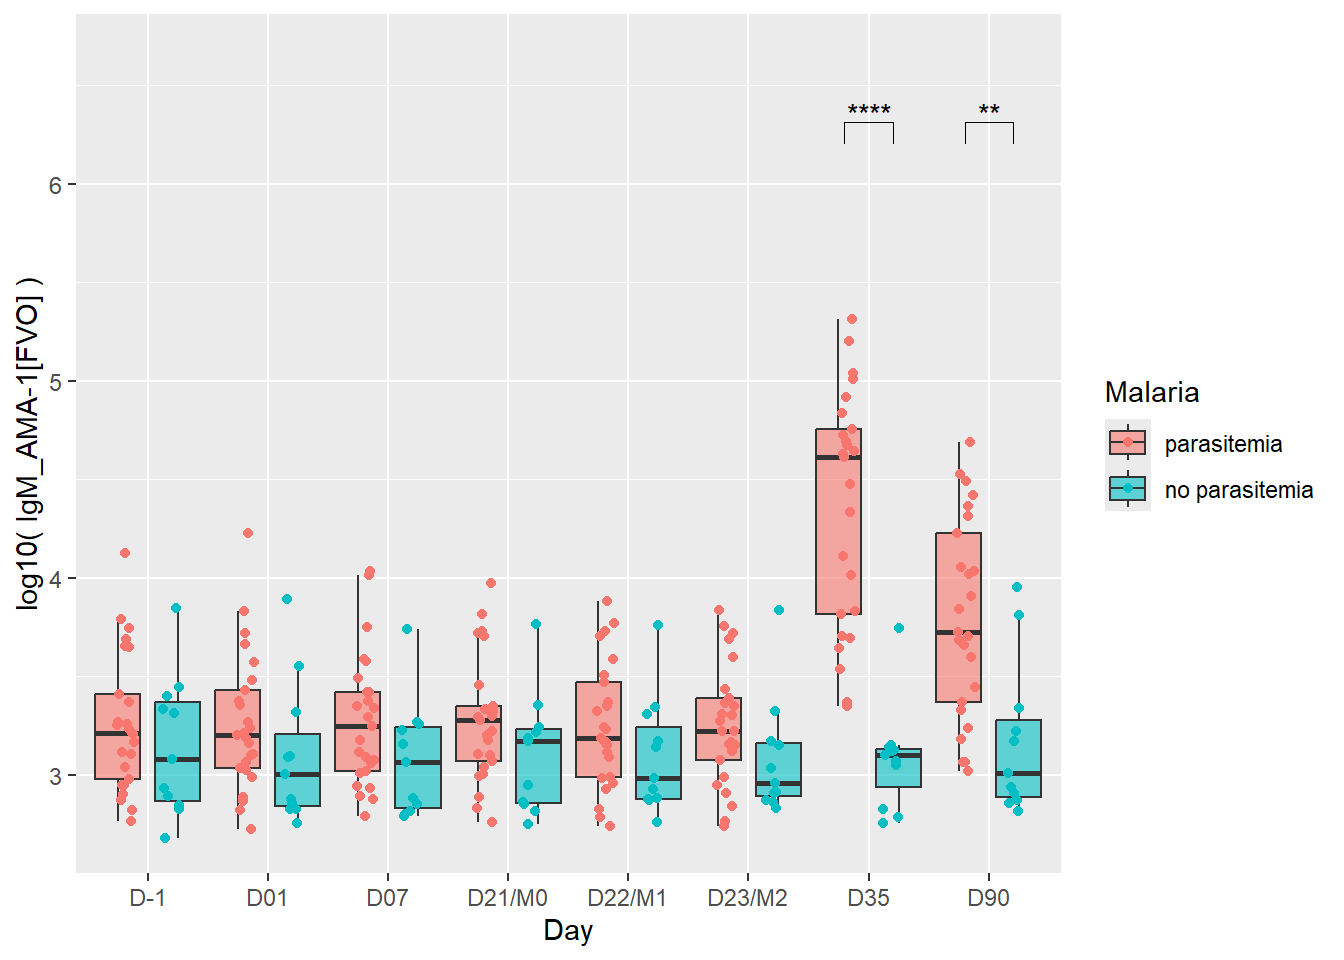 **** **
6
5
4
3
log10( IgM_AMA-1[FVO] )
D-1 D01 D07 D21/M0 D22/M1 D23/M2 D35 D90
Day
Malaria
parasitemia
no parasitemia